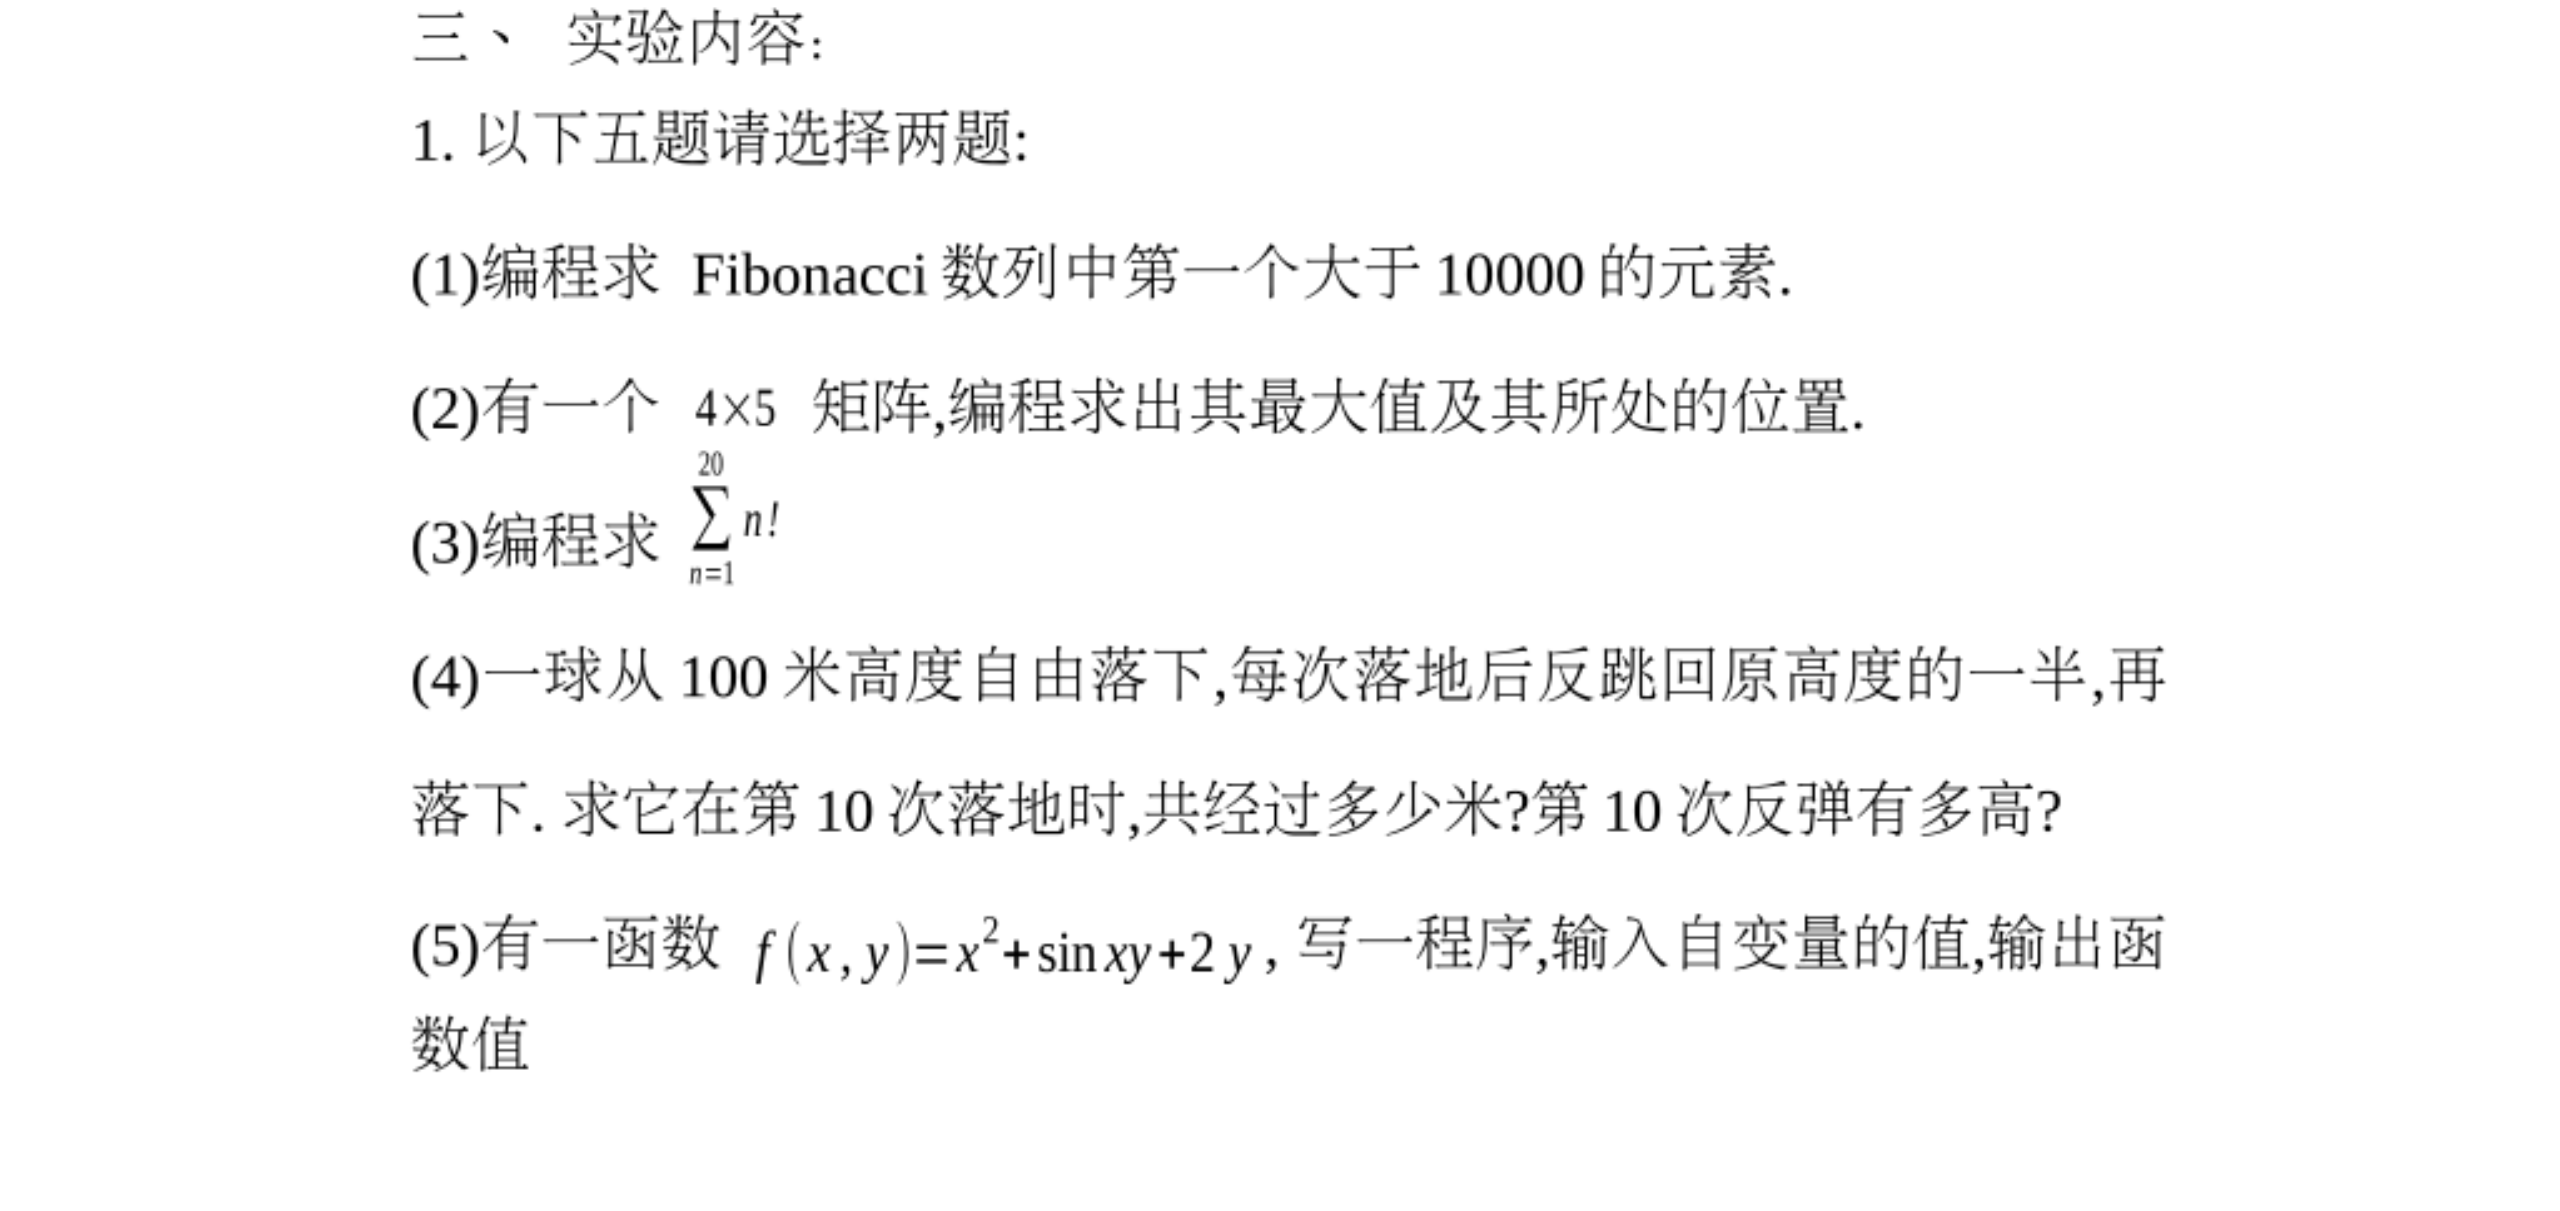 三、 实验内容:
1. 以下五题请选择两题:
(1)编程求 Fibonacci 数列中第一个大于 10000 的元素.
(2)有一个 4×5 矩阵,编程求出其最大值及其所处的位置.
(3)编程求 \sum_{n=1}^{20} n!
(4)一球从 100 米高度自由落下,每次落地后反跳回原高度的一半,再
落下. 求它在第 10 次落地时,共经过多少米?第 10 次反弹有多高?
(5)有一函数 f(x,y)=x²+sin xy+2y, 写一程序,输入自变量的值,输出函
数值